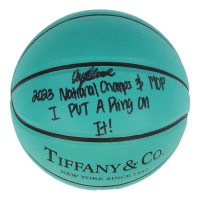 2023 National Champs & MOP
I PUT A Ring On
It!
TIFFANY & CO.
NEW YORK SINCE 1837